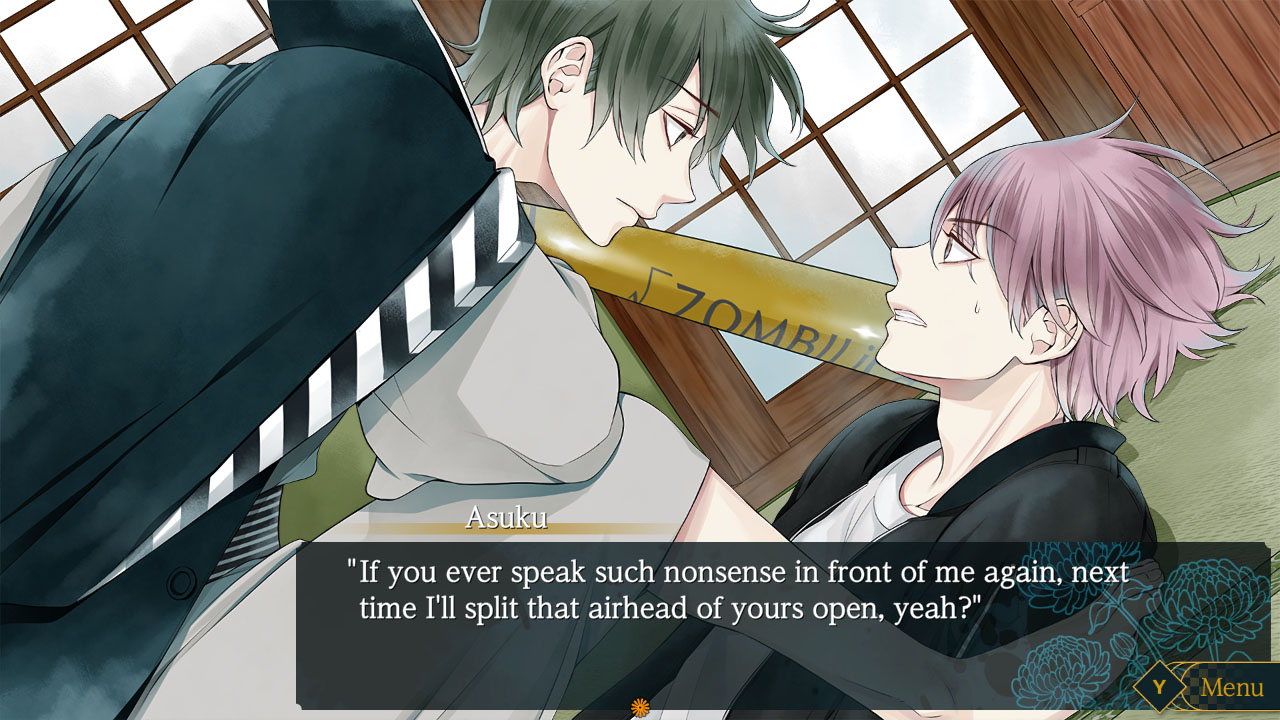 ZOMBIL
Asuku
"If you ever speak such nonsense in front of me again, next
time I'll split that airhead of yours open, yeah?"
Y Menu